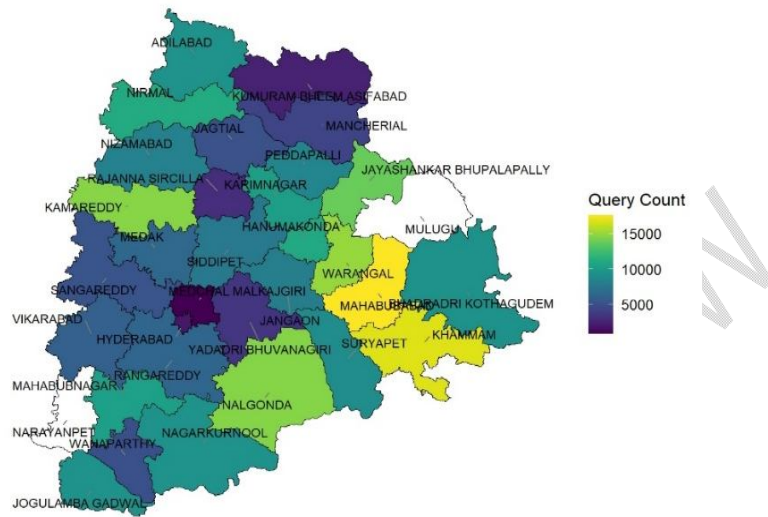 ADILABAD
NIRMAL
KUMURAM BHEEM ASIFABAD
JAGTIAL
MANCHERIAL
NIZAMABAD
PEDDAPALLI
RAJANNA SIRCILLA
JAYASHANKAR BHUPALAPALLY
KARIMNAGAR
KAMAREDDY
HANUMAKONDA
MULUGU
MEDAK
SIDDIPET
WARANGAL
SANGAREDDY
MEDCHAL MALKAJGIRI
MAHABUBABAD
BHADRADRI KOTHAGUDEM
VIKARABAD
JANGAON
HYDERABAD
YADADRI BHUVANAGIRI
SURYAPET
KHAMMAM
RANGAREDDY
MAHABUBNAGAR
NALGONDA
NARAYANPET
NAGARKURNOOL
WANAPARTHY
JOGULAMBA GADWAL
Query Count
15000
10000
5000